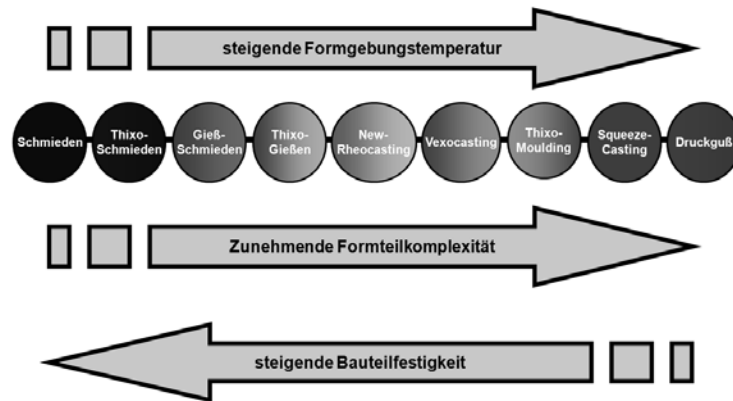 steigende Formgebungstemperatur
Schmieden
Thixo-
Schmieden
Gieß-
Schmieden
Thixo-
Gießen
New-
Rheocasting
Vexocasting
Thixo-
Moulding
Squeeze-
Casting
Druckguß
Zunehmende Formteilkomplexität
steigende Bauteilfestigkeit